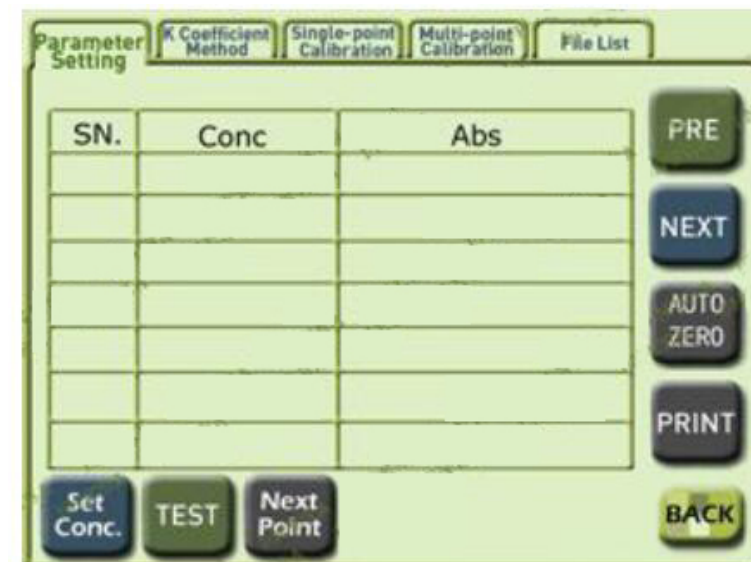 Parameter
Setting
K Coefficient
Method
Single-point
Calibration
Multi-point
Calibration
File List
SN. Conc Abs
PRE
NEXT
AUTO
ZERO
PRINT
Set
Conc.
TEST
Next
Point
BACK